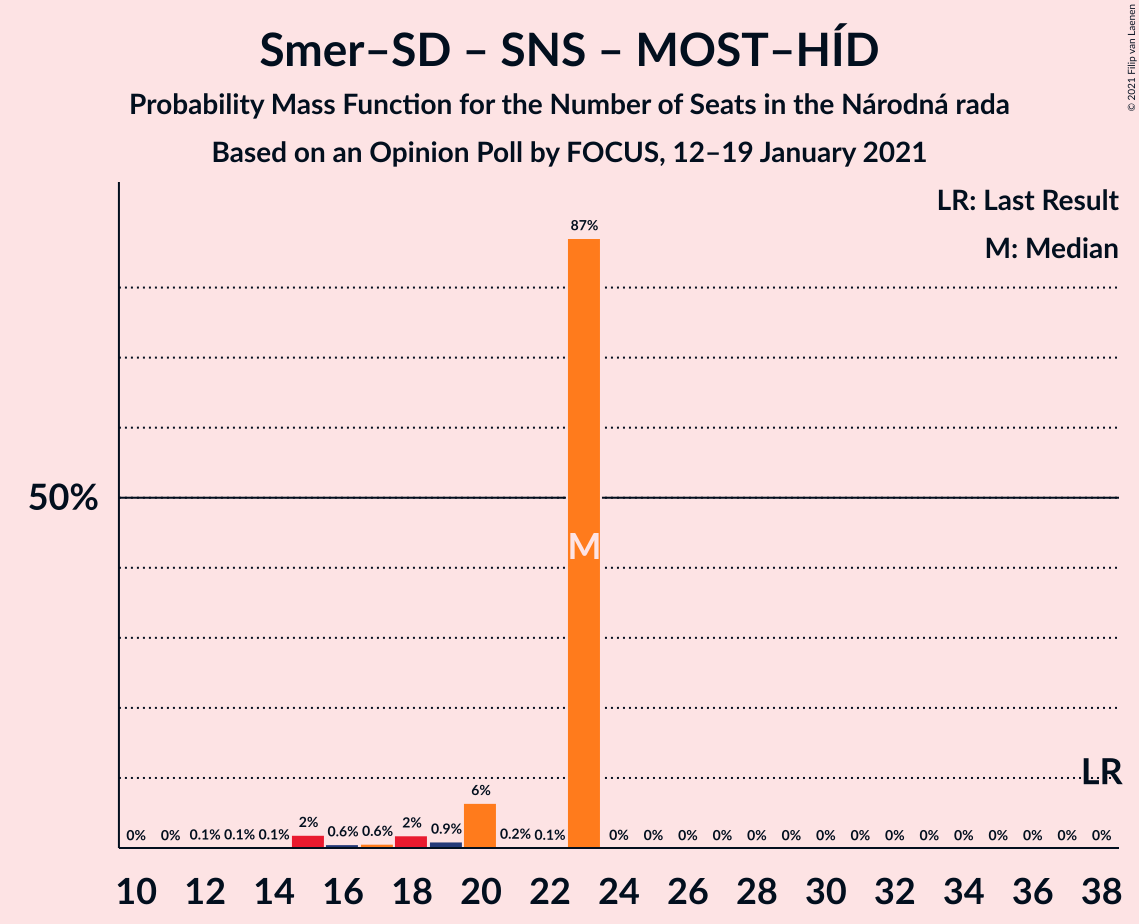 Smer–SD – SNS – MOST–HÍD
Probability Mass Function for the Number of Seats in the Národná rada
Based on an Opinion Poll by FOCUS, 12–19 January 2021
© 2021 Filip van Laenen
LR: Last Result
M: Median
87%
50%
M
LR
6%
0% 0% 0.1% 0.1% 0.1% 2% 0.6% 0.6% 2% 0.9% 0.2% 0.1% 0% 0% 0% 0% 0% 0% 0% 0% 0% 0% 0% 0% 0% 0% 0%
10 12 14 16 18 20 22 24 26 28 30 32 34 36 38